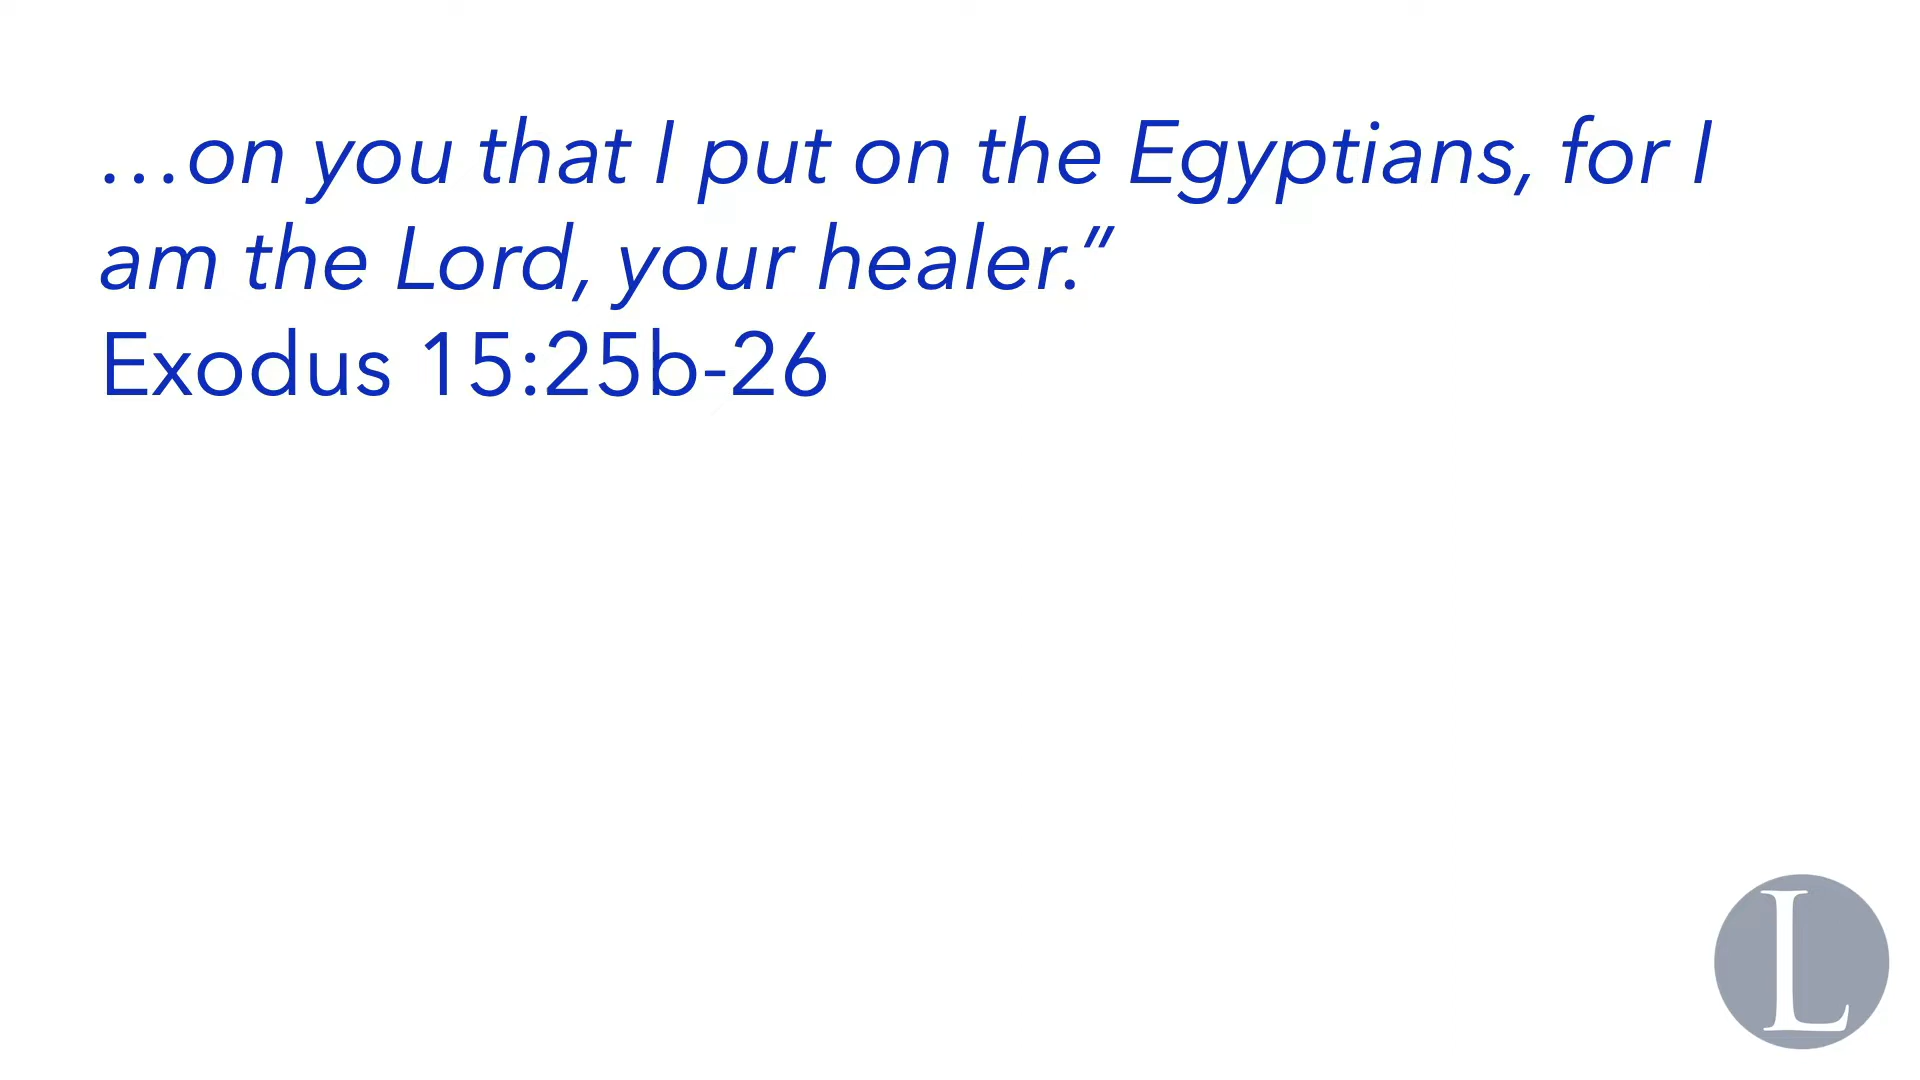 …on you that I put on the Egyptians, for I
am the Lord, your healer.”
Exodus 15:25b-26
L